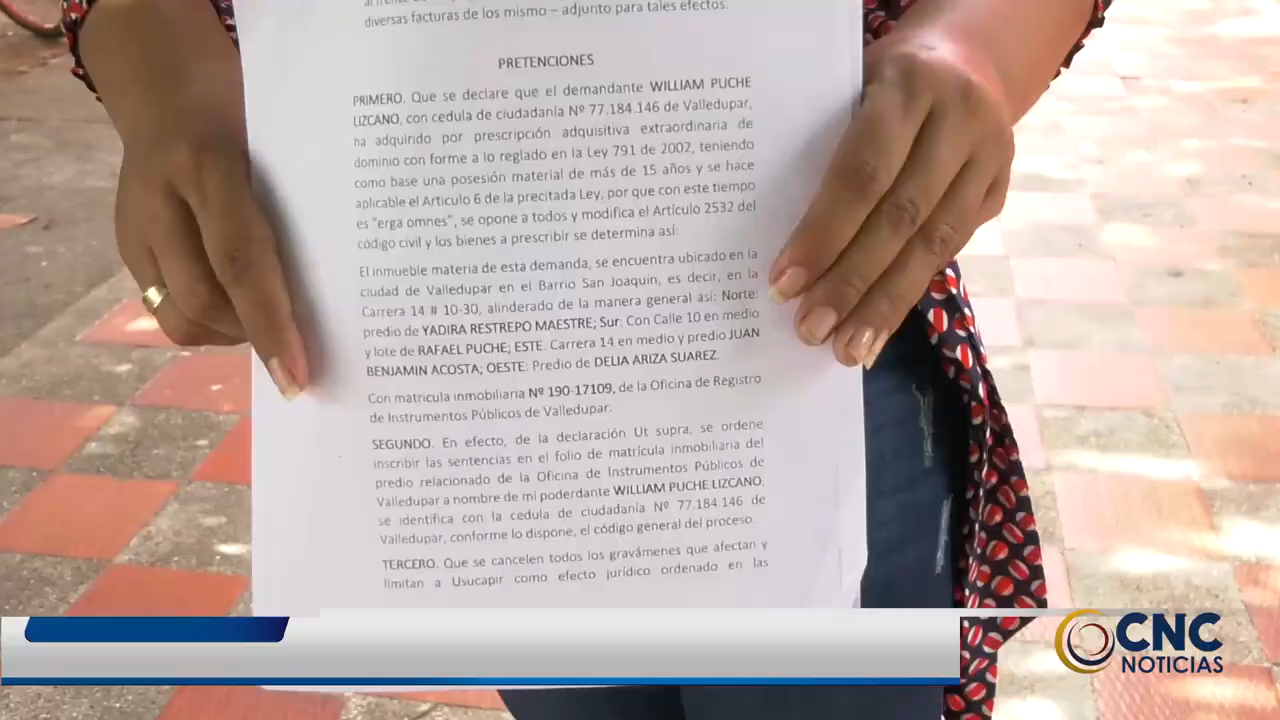 diversas facturas de los mismo – adjunto para tales efectos.
PRETENCIONES
PRIMERO. Que se declare que el demandante WILLIAM PUCHE
LIZCANO, con cedula de ciudadanía Nº 77.184.146 de Valledupar,
ha adquirido por prescripción adquisitiva extraordinaria de
dominio con forme a lo reglado en la Ley 791 de 2002, teniendo
como base una posesión material de más de 15 años y se hace
aplicable el Articulo 6 de la precitada Ley, por que con este tiempo
es "erga omnes", se opone a todos y modifica el Artículo 2532 del
código civil y los bienes a prescribir se determina así:
El inmueble materia de esta demanda, se encuentra ubicado en la
ciudad de Valledupar en el Barrio San Joaquin, es decir, en la
Carrera 14 # 10-30, alinderado de la manera general así: Norte:
predio de YADIRA RESTREPO MAESTRE; Sur: Con Calle 10 en medio
y lote de RAFAEL PUCHE; ESTE. Carrera 14 en medio y predio JUAN
BENJAMIN ACOSTA; OESTE: Predio de DELIA ARIZA SUAREZ.
Con matricula inmobiliaria Nº 190-17109, de la Oficina de Registro
de Instrumentos Públicos de Valledupar.
SEGUNDO. En efecto, de la declaración Ut supra, se ordene
inscribir las sentencias en el folio de matrícula inmobiliaria del
predio relacionado de la Oficina de Instrumentos Públicos de
Valledupar a nombre de mi poderdante WILLIAM PUCHE LIZCANO,
se identifica con la cedula de ciudadanía Nº 77.184.146 de
Valledupar, conforme lo dispone, el código general del proceso.
TERCERO. Que se cancelen todos los gravámenes que afectan y
limitan a Usucapir como efecto jurídico ordenado en las
CNC
NOTICIAS